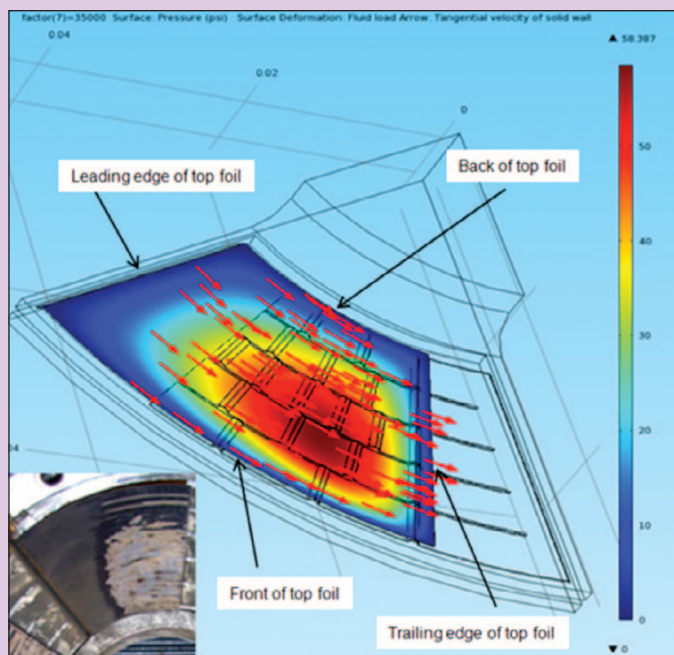 factor(7)=35000 Surface: Pressure (psi) Surface Deformation: Fluid load Arrow: Tangential velocity of solid wall
0.04
▲ 58.387
0.02
0
50
Leading edge of top foil
Back of top foil
40
30
20
04
10
Front of top foil
Trailing edge of top foil
0
▼ 0